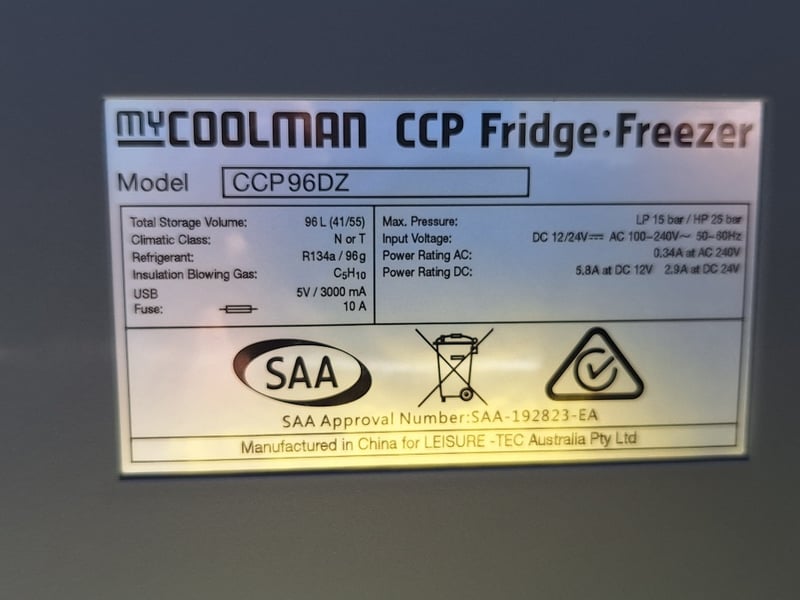 myCOOLMAN CCP Fridge·Freezer
Model CCP96DZ
Total Storage Volume: 96 L (41/55)
Climatic Class: N or T
Refrigerant: R134a / 96g
Insulation Blowing Gas: C₅H₁₀
USB 5V / 3000 mA
Fuse: 10 A
Max. Pressure: LP 15 bar / HP 25 bar
Input Voltage: DC 12/24V⎓ AC 100-240V~ 50-60Hz
Power Rating AC: 0.34A at AC 240V
Power Rating DC: 5.8A at DC 12V 2.9A at DC 24V
SAA
SAA Approval Number:SAA-192823-EA
Manufactured in China for LEISURE -TEC Australia Pty Ltd